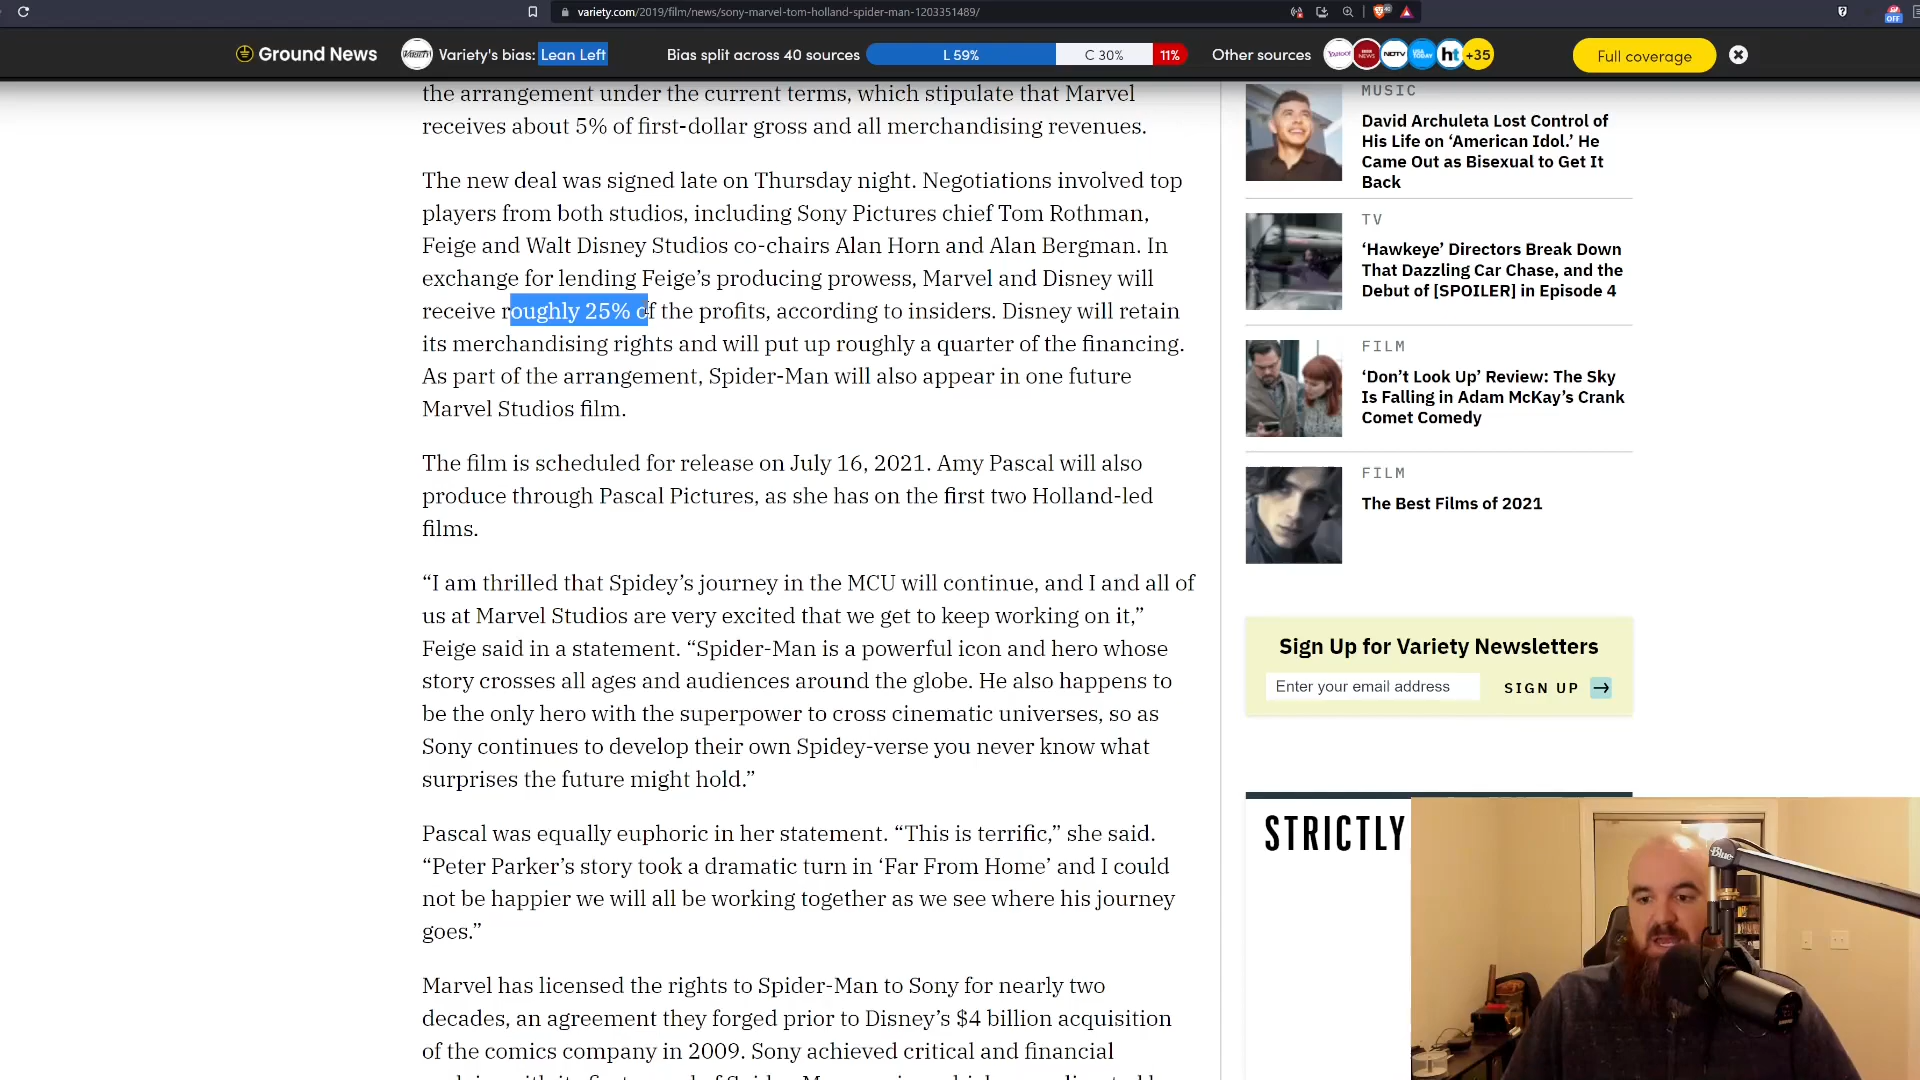 variety.com/2019/film/news/sony-marvel-tom-holland-spider-man-1203351489/
OFF
Ground News
VARIETY
Variety's bias: Lean Left
Bias split across 40 sources
L 59%
C 30%
11%
Other sources
YAHOO!
NEWS
NDTV
USA TODAY
ht
+35
Full coverage
the arrangement under the current terms, which stipulate that Marvel
receives about 5% of first-dollar gross and all merchandising revenues.
The new deal was signed late on Thursday night. Negotiations involved top
players from both studios, including Sony Pictures chief Tom Rothman,
Feige and Walt Disney Studios co-chairs Alan Horn and Alan Bergman. In
exchange for lending Feige’s producing prowess, Marvel and Disney will
receive roughly 25% of the profits, according to insiders. Disney will retain
its merchandising rights and will put up roughly a quarter of the financing.
As part of the arrangement, Spider-Man will also appear in one future
Marvel Studios film.
The film is scheduled for release on July 16, 2021. Amy Pascal will also
produce through Pascal Pictures, as she has on the first two Holland-led
films.
“I am thrilled that Spidey’s journey in the MCU will continue, and I and all of
us at Marvel Studios are very excited that we get to keep working on it,”
Feige said in a statement. “Spider-Man is a powerful icon and hero whose
story crosses all ages and audiences around the globe. He also happens to
be the only hero with the superpower to cross cinematic universes, so as
Sony continues to develop their own Spidey-verse you never know what
surprises the future might hold.”
Pascal was equally euphoric in her statement. “This is terrific,” she said.
“Peter Parker’s story took a dramatic turn in ‘Far From Home’ and I could
not be happier we will all be working together as we see where his journey
goes.”
Marvel has licensed the rights to Spider-Man to Sony for nearly two
decades, an agreement they forged prior to Disney’s $4 billion acquisition
of the comics company in 2009. Sony achieved critical and financial
MUSIC
David Archuleta Lost Control of
His Life on ‘American Idol.’ He
Came Out as Bisexual to Get It
Back
TV
‘Hawkeye’ Directors Break Down
That Dazzling Car Chase, and the
Debut of [SPOILER] in Episode 4
FILM
‘Don’t Look Up’ Review: The Sky
Is Falling in Adam McKay’s Crank
Comet Comedy
FILM
The Best Films of 2021
Sign Up for Variety Newsletters
Enter your email address
SIGN UP →
STRICTLY
Blue